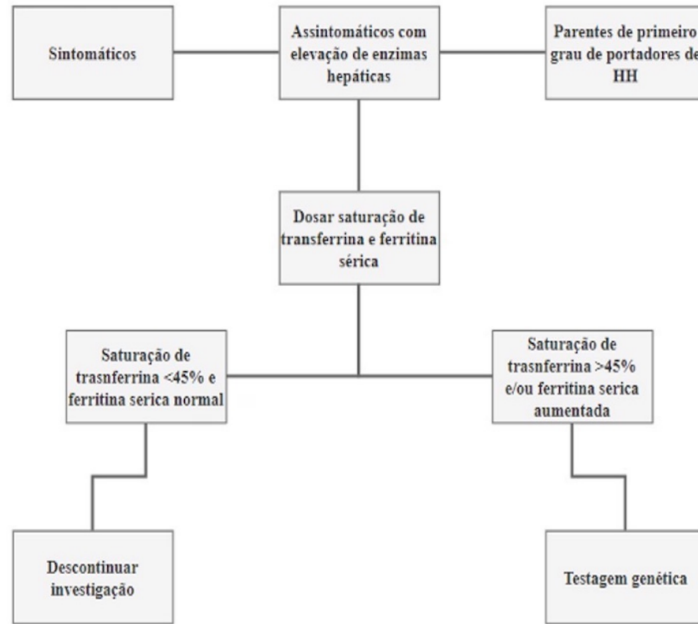 Sintomáticos
Assintomáticos com
elevação de enzimas
hepáticas
Parentes de primeiro
grau de portadores de
HH
Dosar saturação de
transferrina e ferritina
sérica
Saturação de
trasnferrina <45% e
ferritina serica normal
Saturação de
trasnferrina >45%
e/ou ferritina serica
aumentada
Descontinuar
investigação
Testagem genética